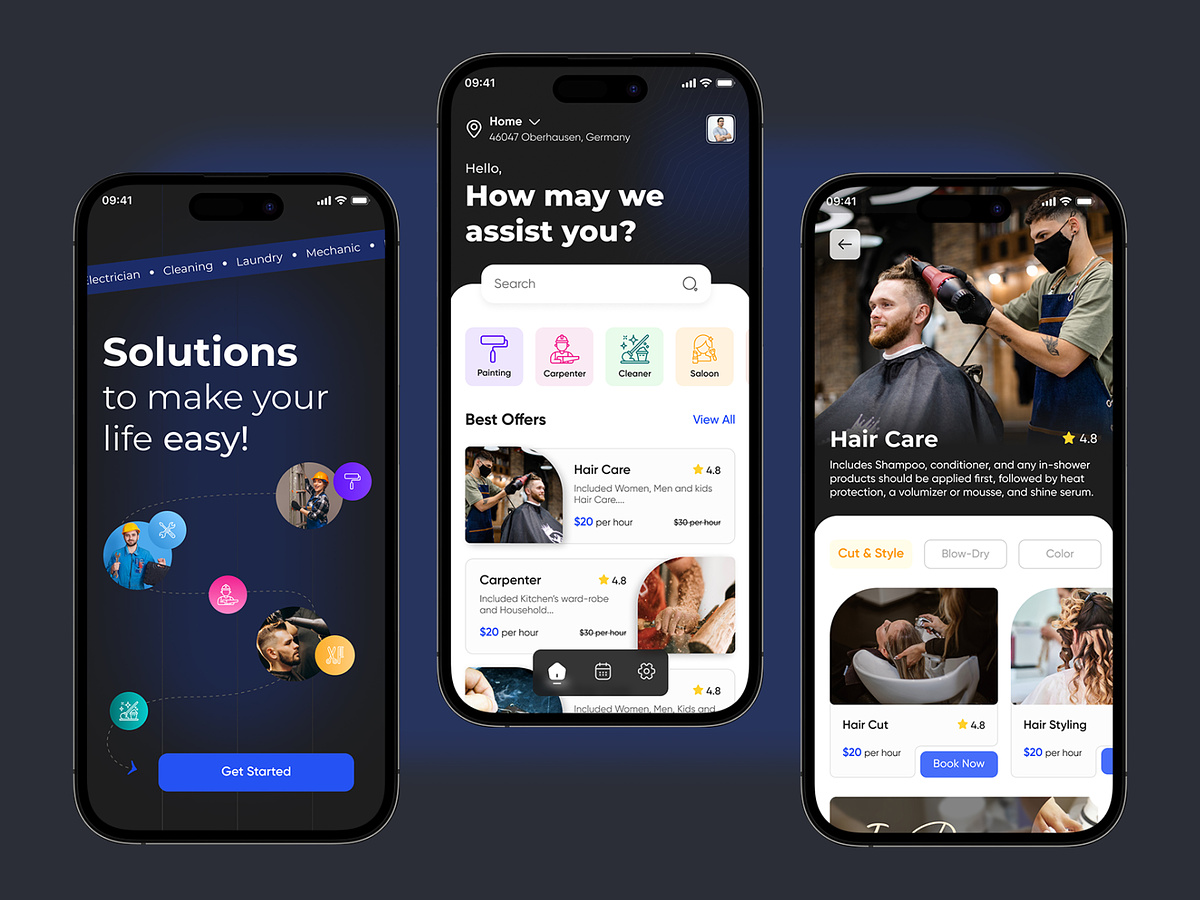 09:41
Electrician • Cleaning • Laundry • Mechanic •
Solutions
to make your
life easy!
Get Started
09:41
Home
46047 Oberhausen, Germany
Hello,
How may we
assist you?
Search
Painting
Carpenter
Cleaner
Saloon
Best Offers
View All
Hair Care
4.8
Included Women, Men and kids
Hair Care....
$20 per hour
$30 per hour
Carpenter
4.8
Included Kitchen's ward-robe
and Household...
$20 per hour
$30 per hour
4.8
Included Women, Men, Kids and
09:41
Hair Care
4.8
Includes Shampoo, conditioner, and any in-shower
products should be applied first, followed by heat
protection, a volumizer or mousse, and shine serum.
Cut & Style
Blow-Dry
Color
Hair Cut
4.8
$20 per hour
Book Now
Hair Styling
$20 per hour